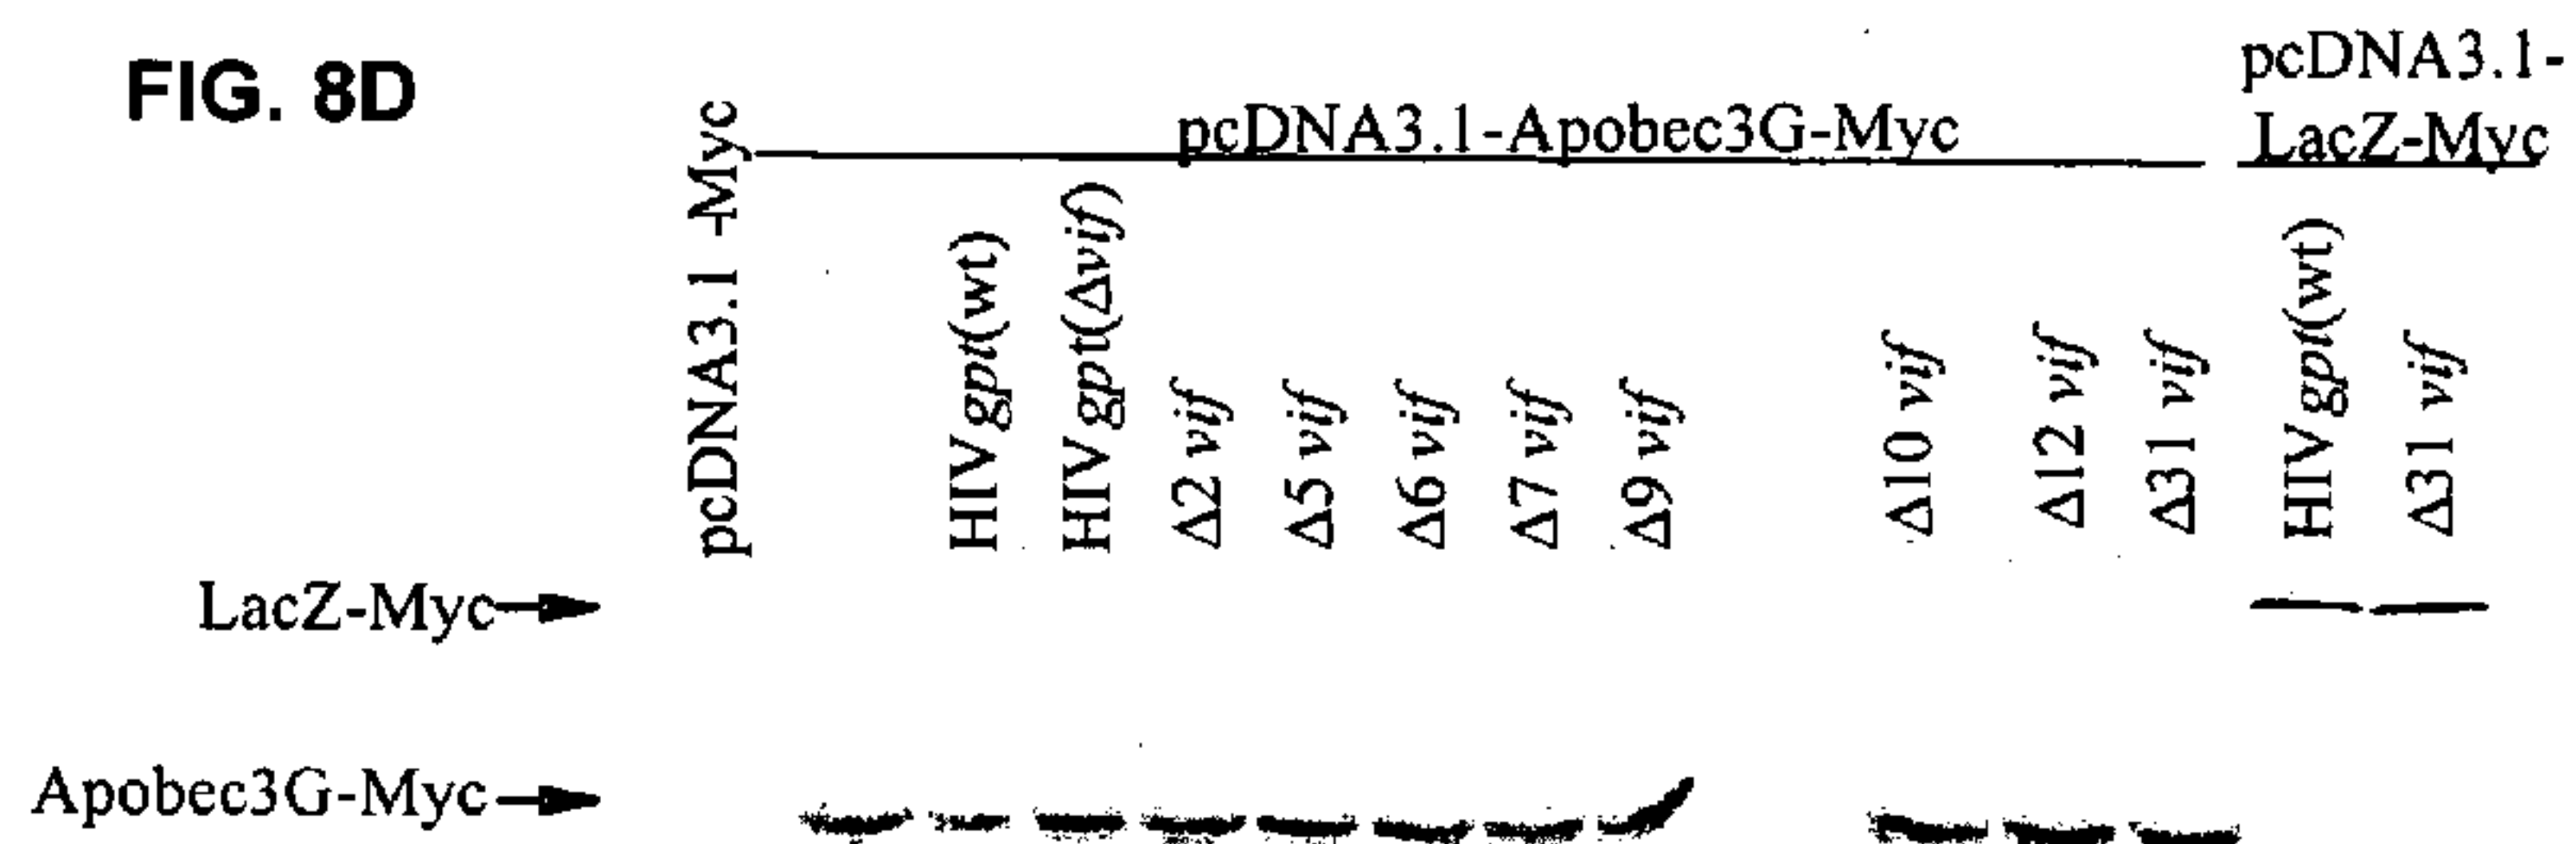 FIG. 8D
pcDNA3.1 -Myc
pcDNA3.1-Apobec3G-Myc
pcDNA3.1-
LacZ-Myc
HIVgpt(wt)
HIVgpt(Δvif)
Δ2 vif
Δ5 vif
Δ6 vif
Δ7 vif
Δ9 vif
Δ10 vif
Δ12 vif
Δ31 vif
HIVgpt(wt)
Δ31 vif
LacZ-Myc
Apobec3G-Myc